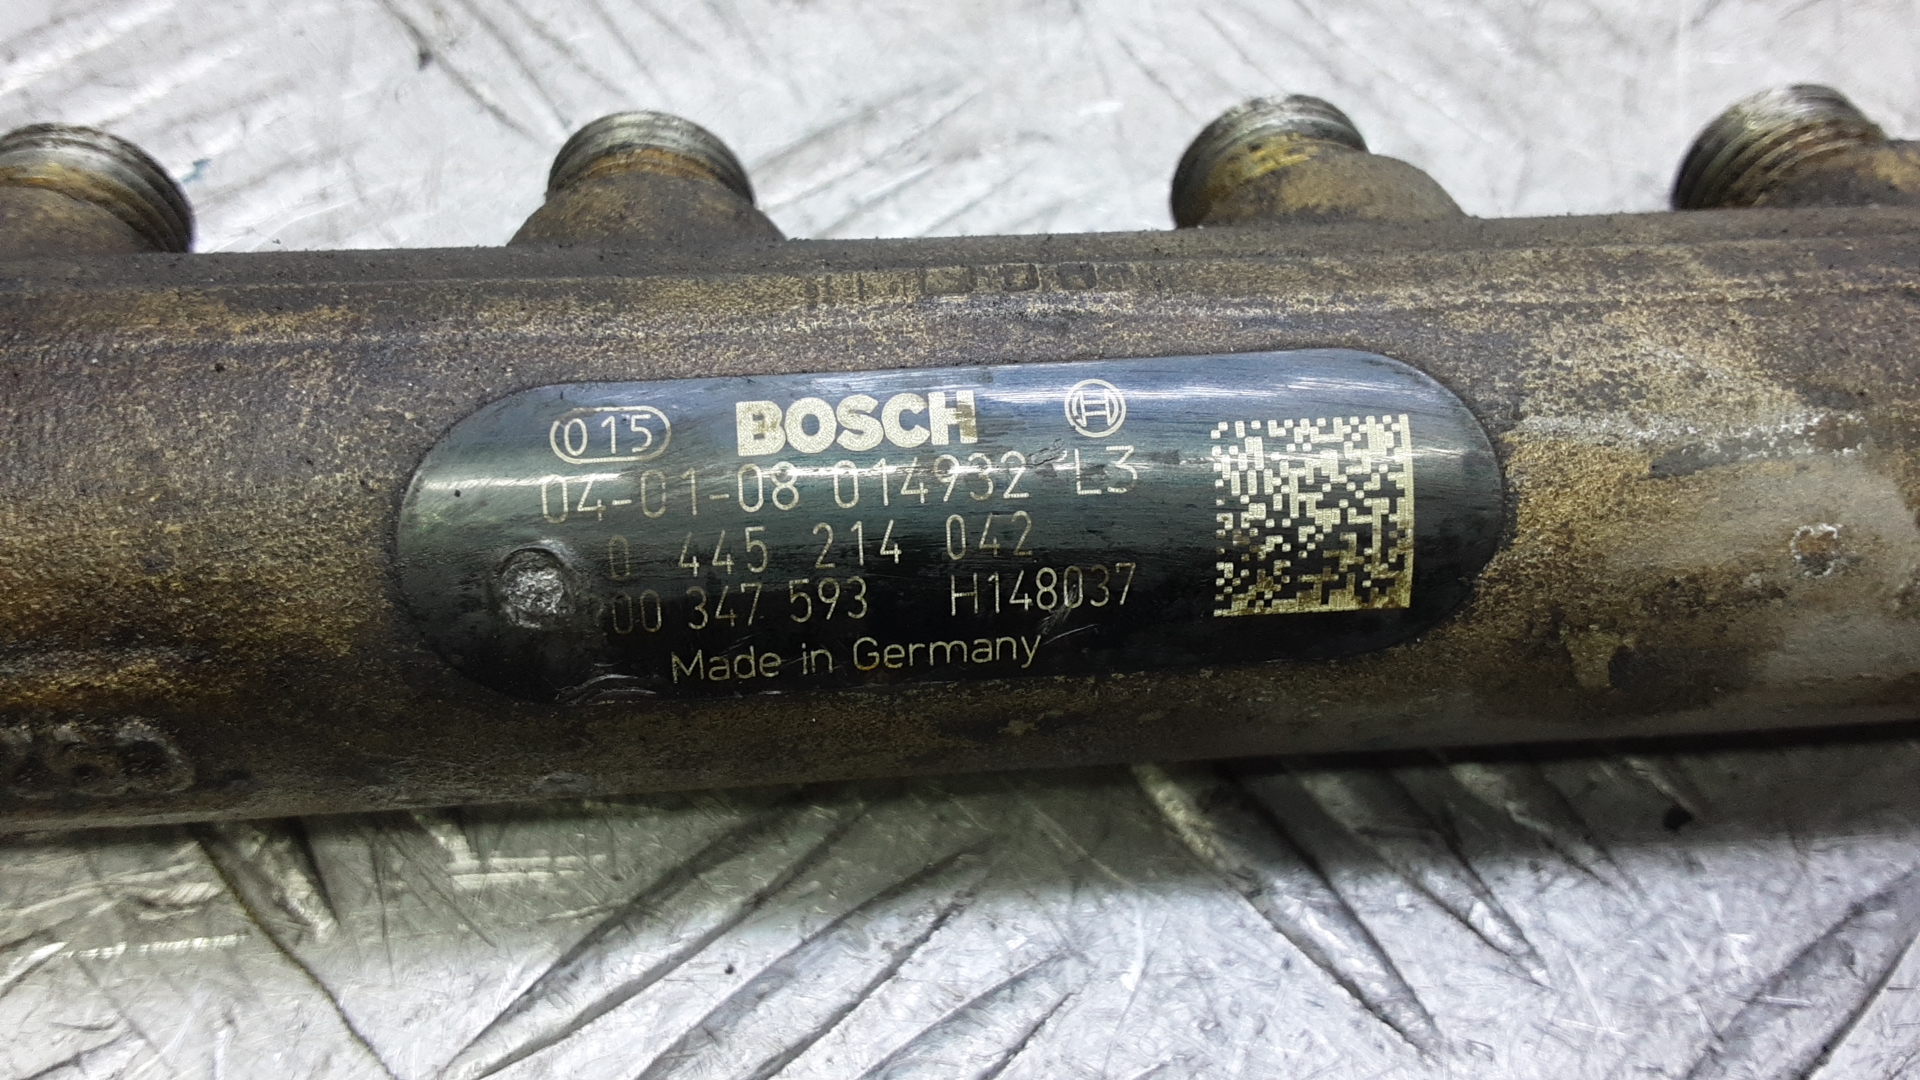 015 BOSCH H
04-01-08 014932 L3
0 445 214 042
00 347 593 H148037
Made in Germany